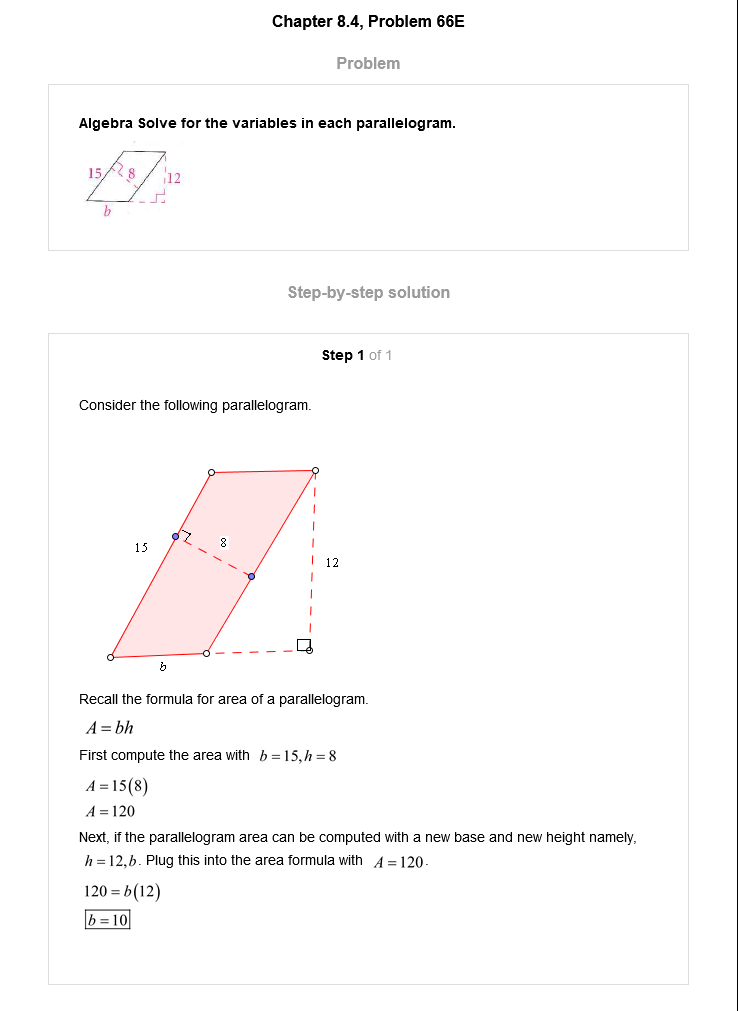 Chapter 8.4, Problem 66E
Problem
Algebra Solve for the variables in each parallelogram.
15
8
12
b
Step-by-step solution
Step 1 of 1
Consider the following parallelogram.
15
8
12
b
Recall the formula for area of a parallelogram.
A = bh
First compute the area with b = 15, h = 8
A = 15(8)
A = 120
Next, if the parallelogram area can be computed with a new base and new height namely,
h = 12, b. Plug this into the area formula with A = 120.
120 = b(12)
b = 10